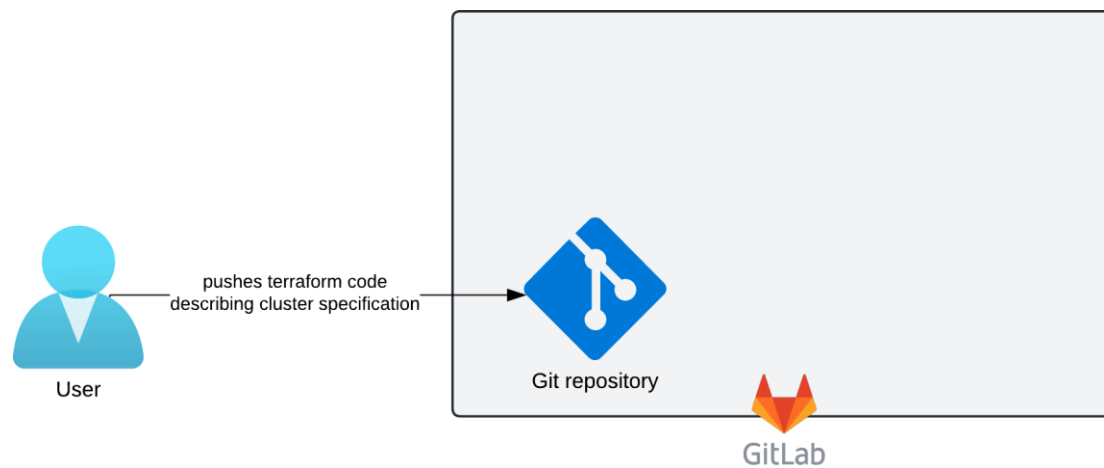 pushes terraform code
describing cluster specification
User
Git repository
GitLab